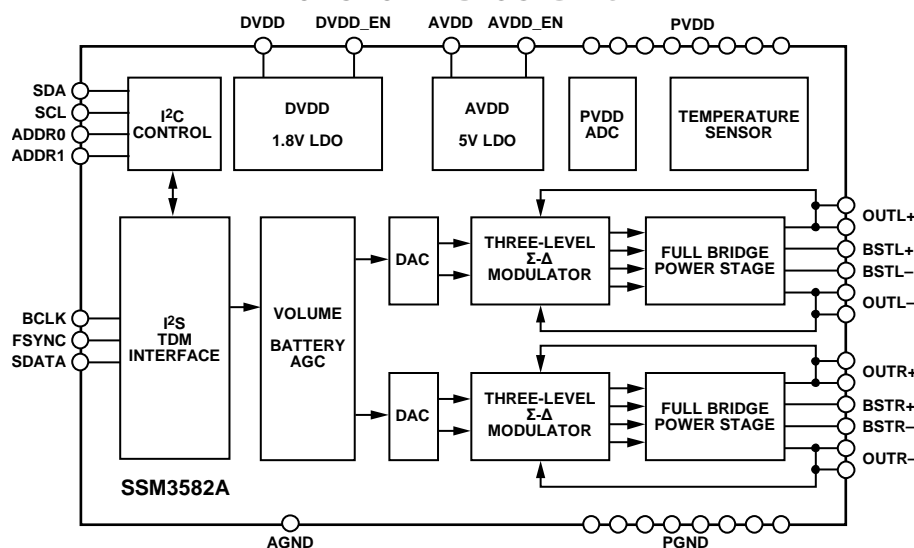 DVDD
DVDD_EN
AVDD
AVDD_EN
PVDD
SDA
SCL
ADDR0
ADDR1
I²C
CONTROL
DVDD
1.8V LDO
AVDD
5V LDO
PVDD
ADC
TEMPERATURE
SENSOR
BCLK
FSYNC
SDATA
I²S
TDM
INTERFACE
VOLUME
BATTERY
AGC
DAC
THREE-LEVEL
Σ-Δ
MODULATOR
FULL BRIDGE
POWER STAGE
OUTL+
BSTL+
BSTL–
OUTL–
DAC
THREE-LEVEL
Σ-Δ
MODULATOR
FULL BRIDGE
POWER STAGE
OUTR+
BSTR+
BSTR–
OUTR–
SSM3582A
AGND
PGND